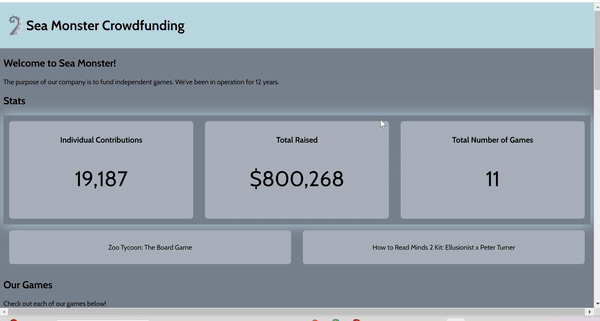 Sea Monster Crowdfunding
Welcome to Sea Monster!
The purpose of our company is to fund independent games. We've been in operation for 12 years.
Stats
Individual Contributions
19,187
Total Raised
$800,268
Total Number of Games
11
Zoo Tycoon: The Board Game
How to Read Minds 2 Kit: Ellusionist x Peter Turner
Our Games
Check out each of our games below!